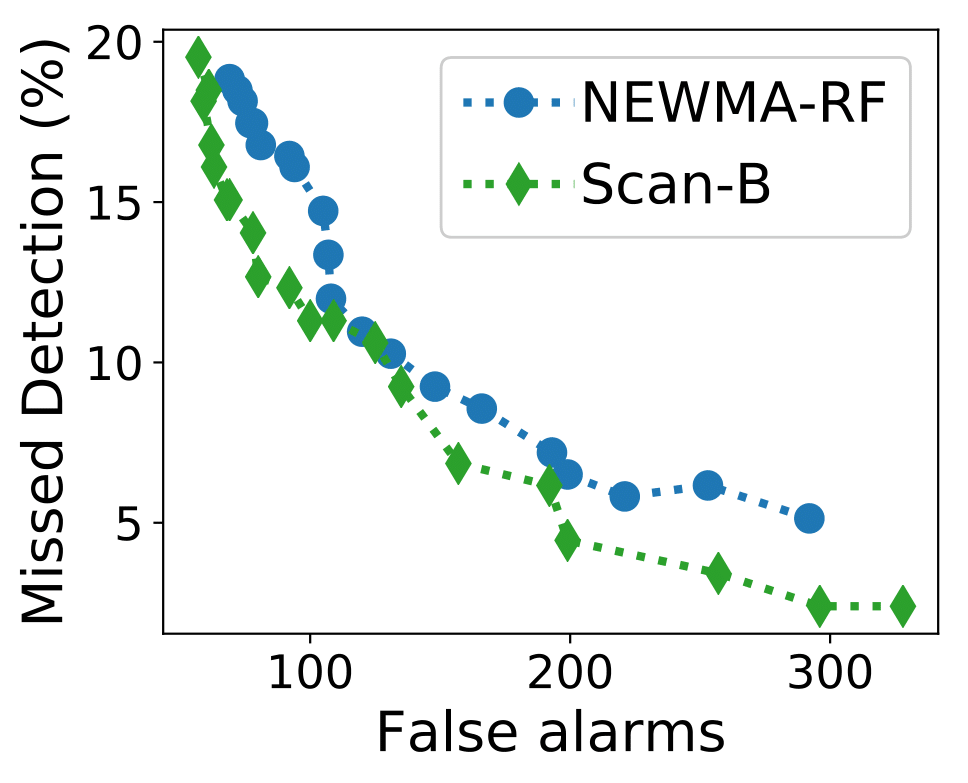 Missed Detection (%)
20
15
10
5
NEWMA-RF
Scan-B
100 200 300
False alarms